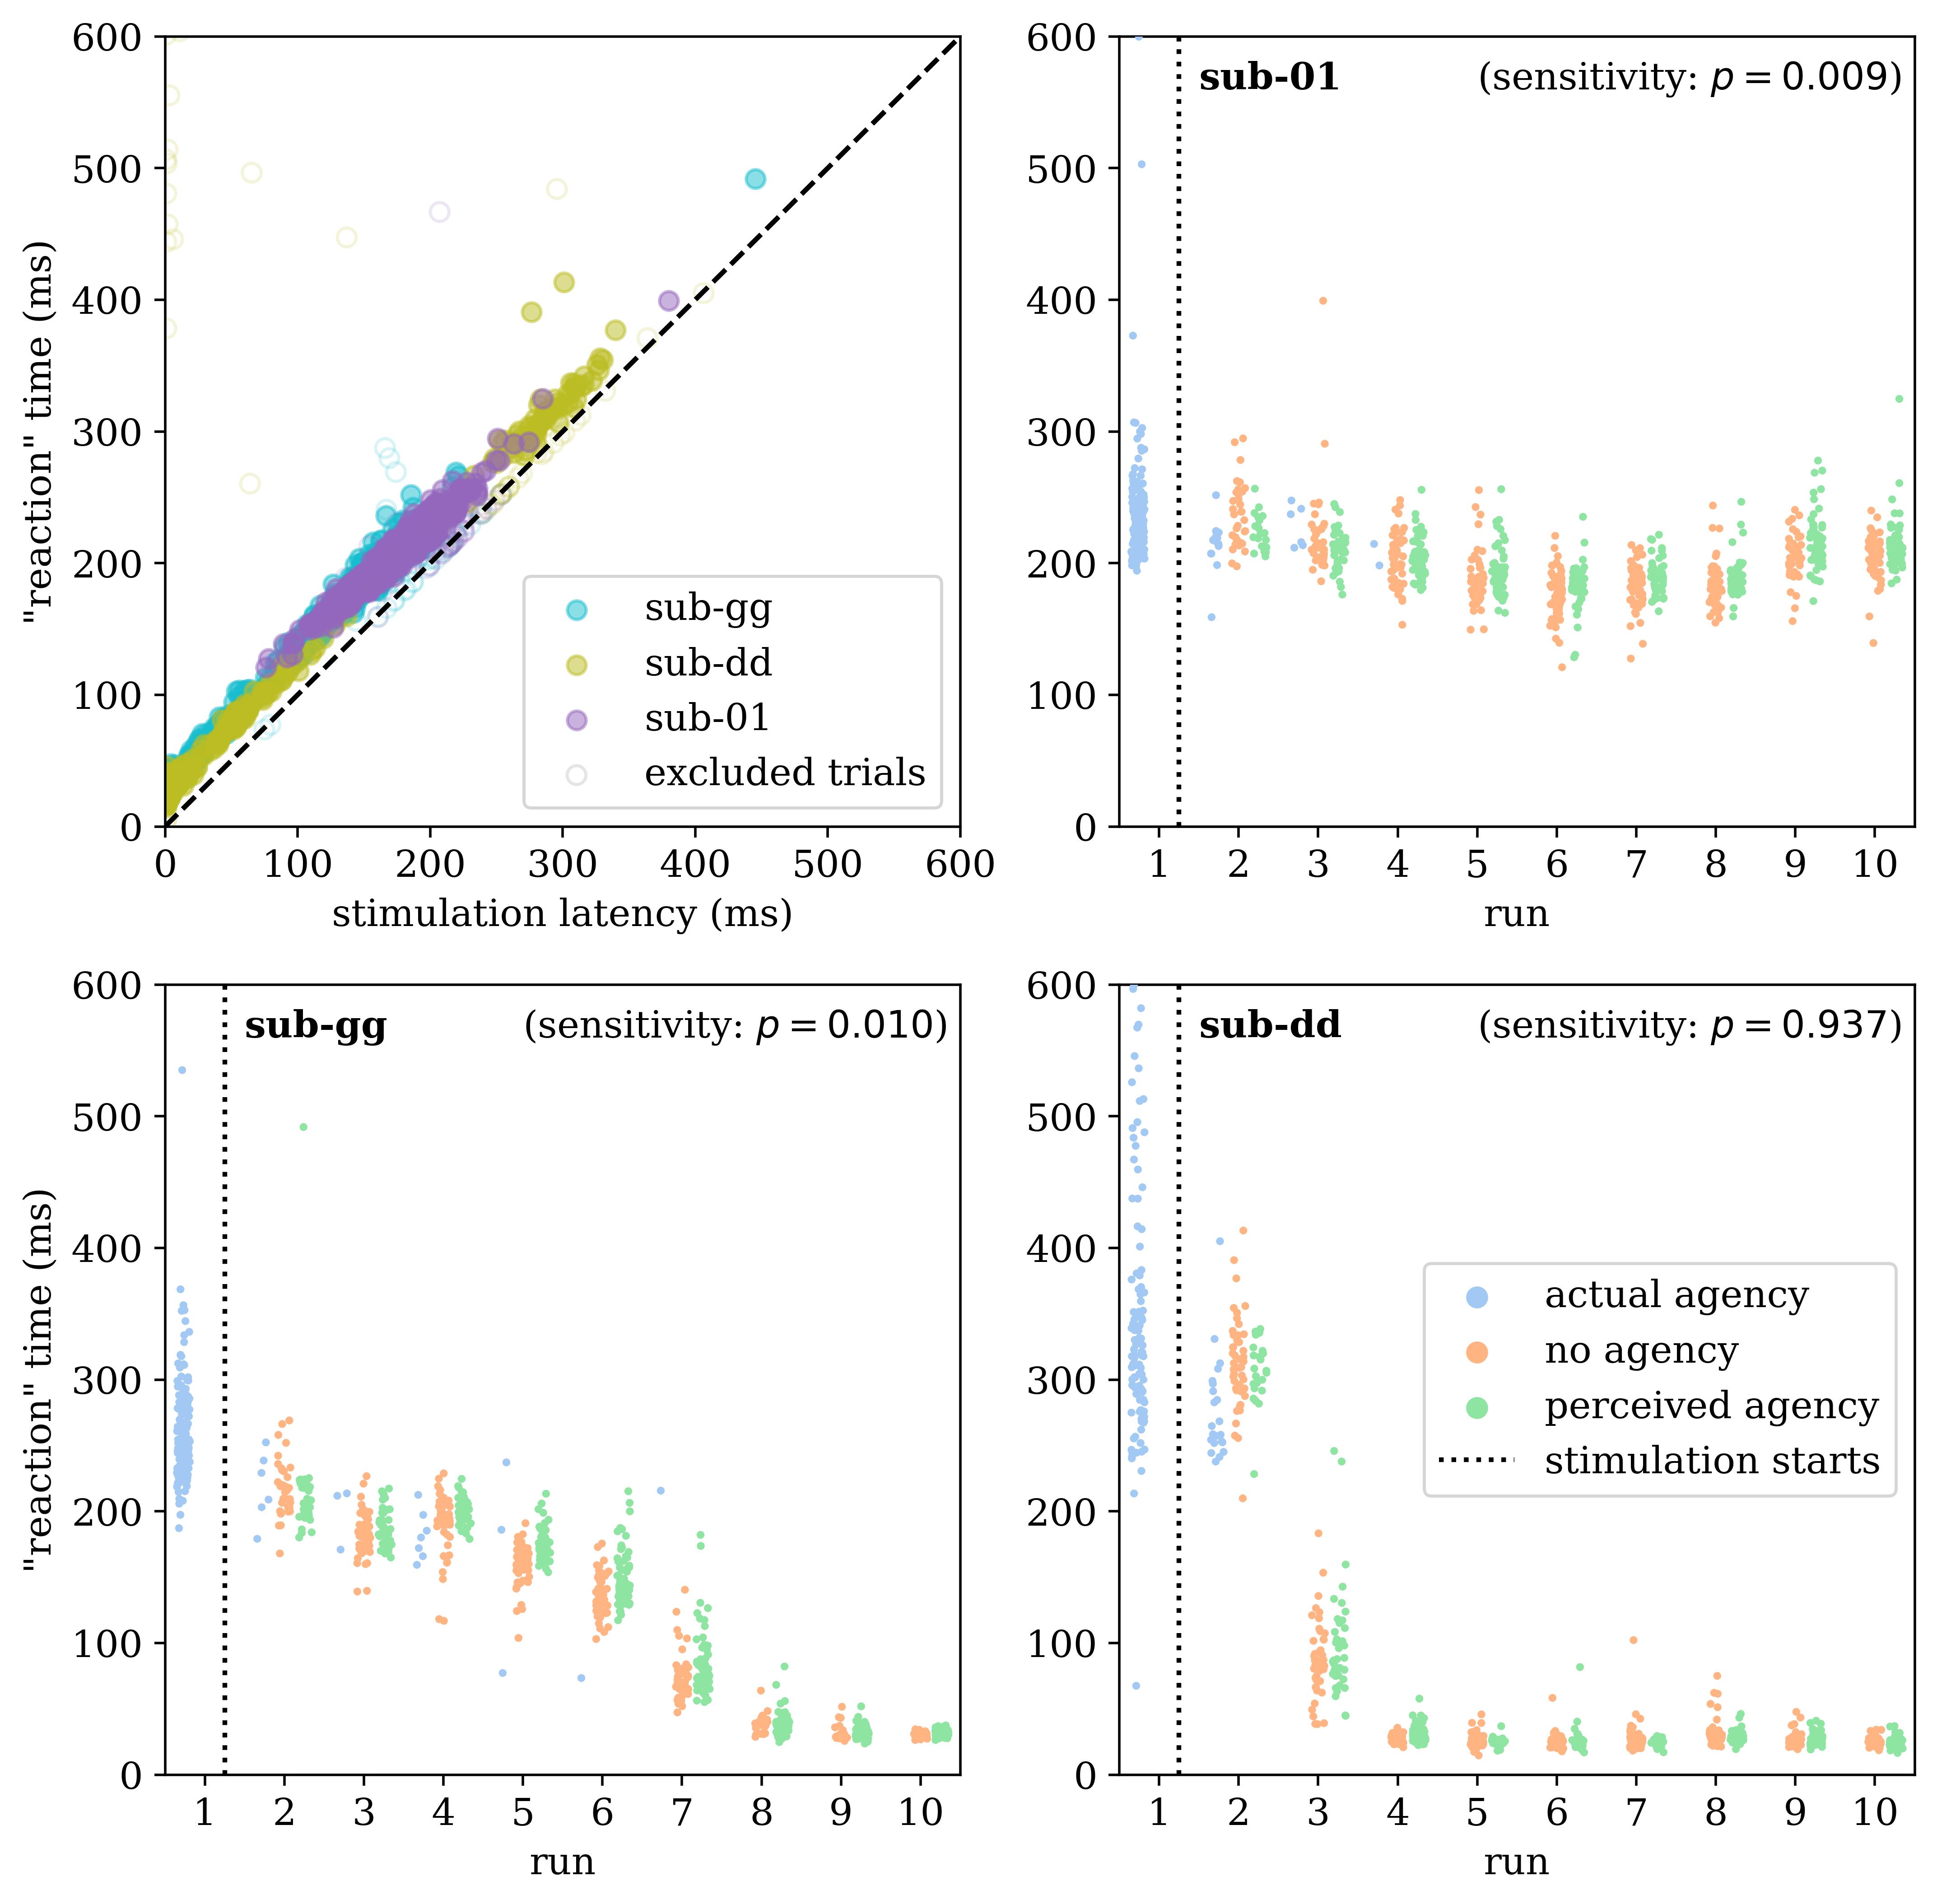 600
500
400
300
200
100
0
"reaction" time (ms)
sub-gg
sub-dd
sub-01
excluded trials
0 100 200 300 400 500 600
stimulation latency (ms)
sub-01 (sensitivity: p = 0.009)
600
500
400
300
200
100
0
1 2 3 4 5 6 7 8 9 10
run
sub-gg (sensitivity: p = 0.010)
600
500
400
300
200
100
0
"reaction" time (ms)
1 2 3 4 5 6 7 8 9 10
run
sub-dd (sensitivity: p = 0.937)
600
500
400
300
200
100
0
actual agency
no agency
perceived agency
stimulation starts
1 2 3 4 5 6 7 8 9 10
run